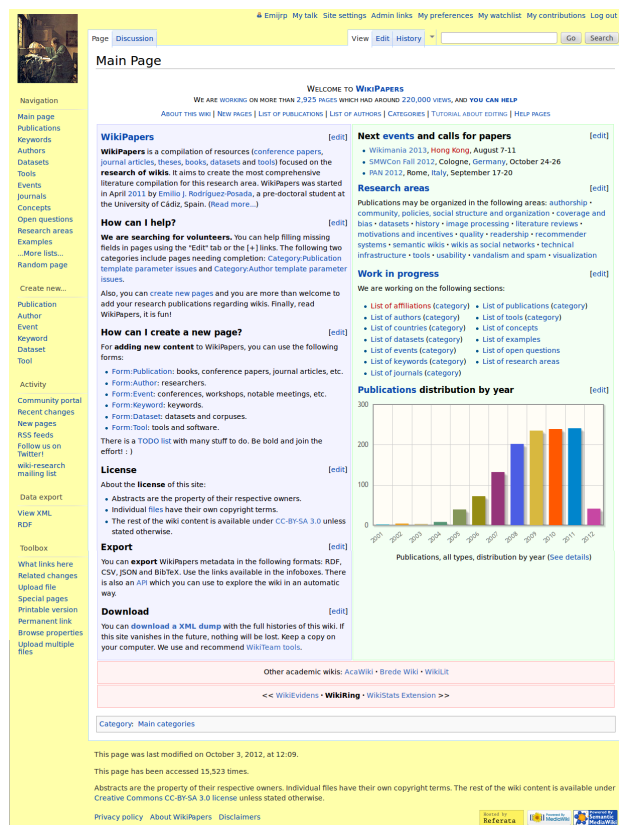 Emijrp My talk Site settings Admin links My preferences My watchlist My contributions Log out
Page Discussion View Edit History Go Search
Main Page
Navigation
Main page
Publications
Keywords
Authors
Datasets
Tools
Events
Journals
Concepts
Open questions
Research areas
Examples
...More lists...
Random page
Create new...
Publication
Author
Event
Keyword
Dataset
Tool
Activity
Community portal
Recent changes
New pages
RSS feeds
Follow us on
Twitter!
wiki-research
mailing list
Data export
View XML
RDF
Toolbox
What links here
Related changes
Upload file
Special pages
Printable version
Permanent link
Browse properties
Upload multiple
files
Welcome to WikiPapers
We are working on more than 2,925 pages which had around 220,000 views, and you can help
About this wiki | New pages | List of publications | List of authors | Categories | Tutorial about editing | Help pages
WikiPapers [edit]
WikiPapers is a compilation of resources (conference papers,
journal articles, theses, books, datasets and tools) focused on the
research of wikis. It aims to create the most comprehensive
literature compilation for this research area. WikiPapers was started
in April 2011 by Emilio J. Rodríguez-Posada, a pre-doctoral student at
the University of Cádiz, Spain. (Read more...)
How can I help? [edit]
We are searching for volunteers. You can help filling missing
fields in pages using the "Edit" tab or the [+] links. The following two
categories include pages needing completion: Category:Publication
template parameter issues and Category:Author template parameter
issues.
Also, you can create new pages and you are more than welcome to
add your research publications regarding wikis. Finally, read
WikiPapers, it is fun!
How can I create a new page? [edit]
For adding new content to WikiPapers, you can use the following
forms:
• Form:Publication: books, conference papers, journal articles, etc.
• Form:Author: researchers.
• Form:Event: conferences, workshops, notable meetings, etc.
• Form:Keyword: keywords.
• Form:Dataset: datasets and corpuses.
• Form:Tool: tools and software.
There is a TODO list with many stuff to do. Be bold and join the
effort! : )
License [edit]
About the license of this site:
• Abstracts are the property of their respective owners.
• Individual files have their own copyright terms.
• The rest of the wiki content is available under CC-BY-SA 3.0 unless
stated otherwise.
Export [edit]
You can export WikiPapers metadata in the following formats: RDF,
CSV, JSON and BibTeX. Use the links available in the infoboxes. There
is also an API which you can use to explore the wiki in an automatic
way.
Download [edit]
You can download a XML dump with the full histories of this wiki. If
this site vanishes in the future, nothing will be lost. Keep a copy on
your computer. We use and recommend WikiTeam tools.
Next events and calls for papers [edit]
• Wikimania 2013, Hong Kong, August 7-11
• SMWCon Fall 2012, Cologne, Germany, October 24-26
• PAN 2012, Rome, Italy, September 17-20
Research areas [edit]
Publications may be organized in the following areas: authorship •
community, policies, social structure and organization • coverage and
bias • datasets • history • image processing • literature reviews •
motivations and incentives • quality • readership • recommender
systems • semantic wikis • wikis as social networks • technical
infrastructure • tools • usability • vandalism and spam • visualization
Work in progress [edit]
We are working on the following sections:
• List of affiliations (category)
• List of authors (category)
• List of countries (category)
• List of datasets (category)
• List of events (category)
• List of keywords (category)
• List of journals (category)
• List of publications (category)
• List of tools (category)
• List of concepts
• List of examples
• List of open questions
• List of research areas
Publications distribution by year [edit]
300
200
100
0
2001 2002 2003 2004 2005 2006 2007 2008 2009 2010 2011 2012
Publications, all types, distribution by year (See details)
Other academic wikis: AcaWiki • Brede Wiki • WikiLit
<< WikiEvidens • WikiRing • WikiStats Extension >>
Category: Main categories
This page was last modified on October 3, 2012, at 12:09.
This page has been accessed 15,523 times.
Abstracts are the property of their respective owners. Individual files have their own copyright terms. The rest of the wiki content is available under
Creative Commons CC-BY-SA 3.0 license unless stated otherwise.
Privacy policy About WikiPapers Disclaimers
Hosted by
Referata
Powered By
MediaWiki
Powered by
Semantic
MediaWiki